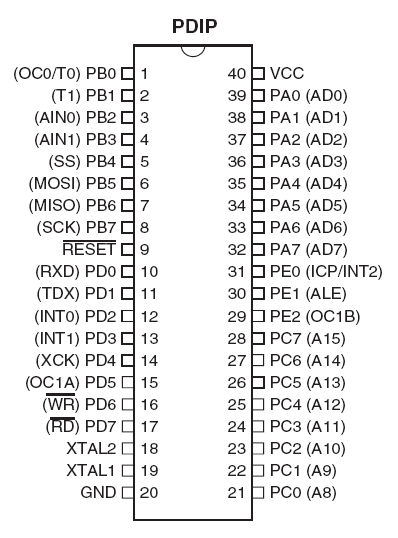 PDIP
(OC0/T0) PB0 1 40 VCC
(T1) PB1 2 39 PA0 (AD0)
(AIN0) PB2 3 38 PA1 (AD1)
(AIN1) PB3 4 37 PA2 (AD2)
(SS) PB4 5 36 PA3 (AD3)
(MOSI) PB5 6 35 PA4 (AD4)
(MISO) PB6 7 34 PA5 (AD5)
(SCK) PB7 8 33 PA6 (AD6)
RESET 9 32 PA7 (AD7)
(RXD) PD0 10 31 PE0 (ICP/INT2)
(TDX) PD1 11 30 PE1 (ALE)
(INT0) PD2 12 29 PE2 (OC1B)
(INT1) PD3 13 28 PC7 (A15)
(XCK) PD4 14 27 PC6 (A14)
(OC1A) PD5 15 26 PC5 (A13)
(WR) PD6 16 25 PC4 (A12)
(RD) PD7 17 24 PC3 (A11)
XTAL2 18 23 PC2 (A10)
XTAL1 19 22 PC1 (A9)
GND 20 21 PC0 (A8)